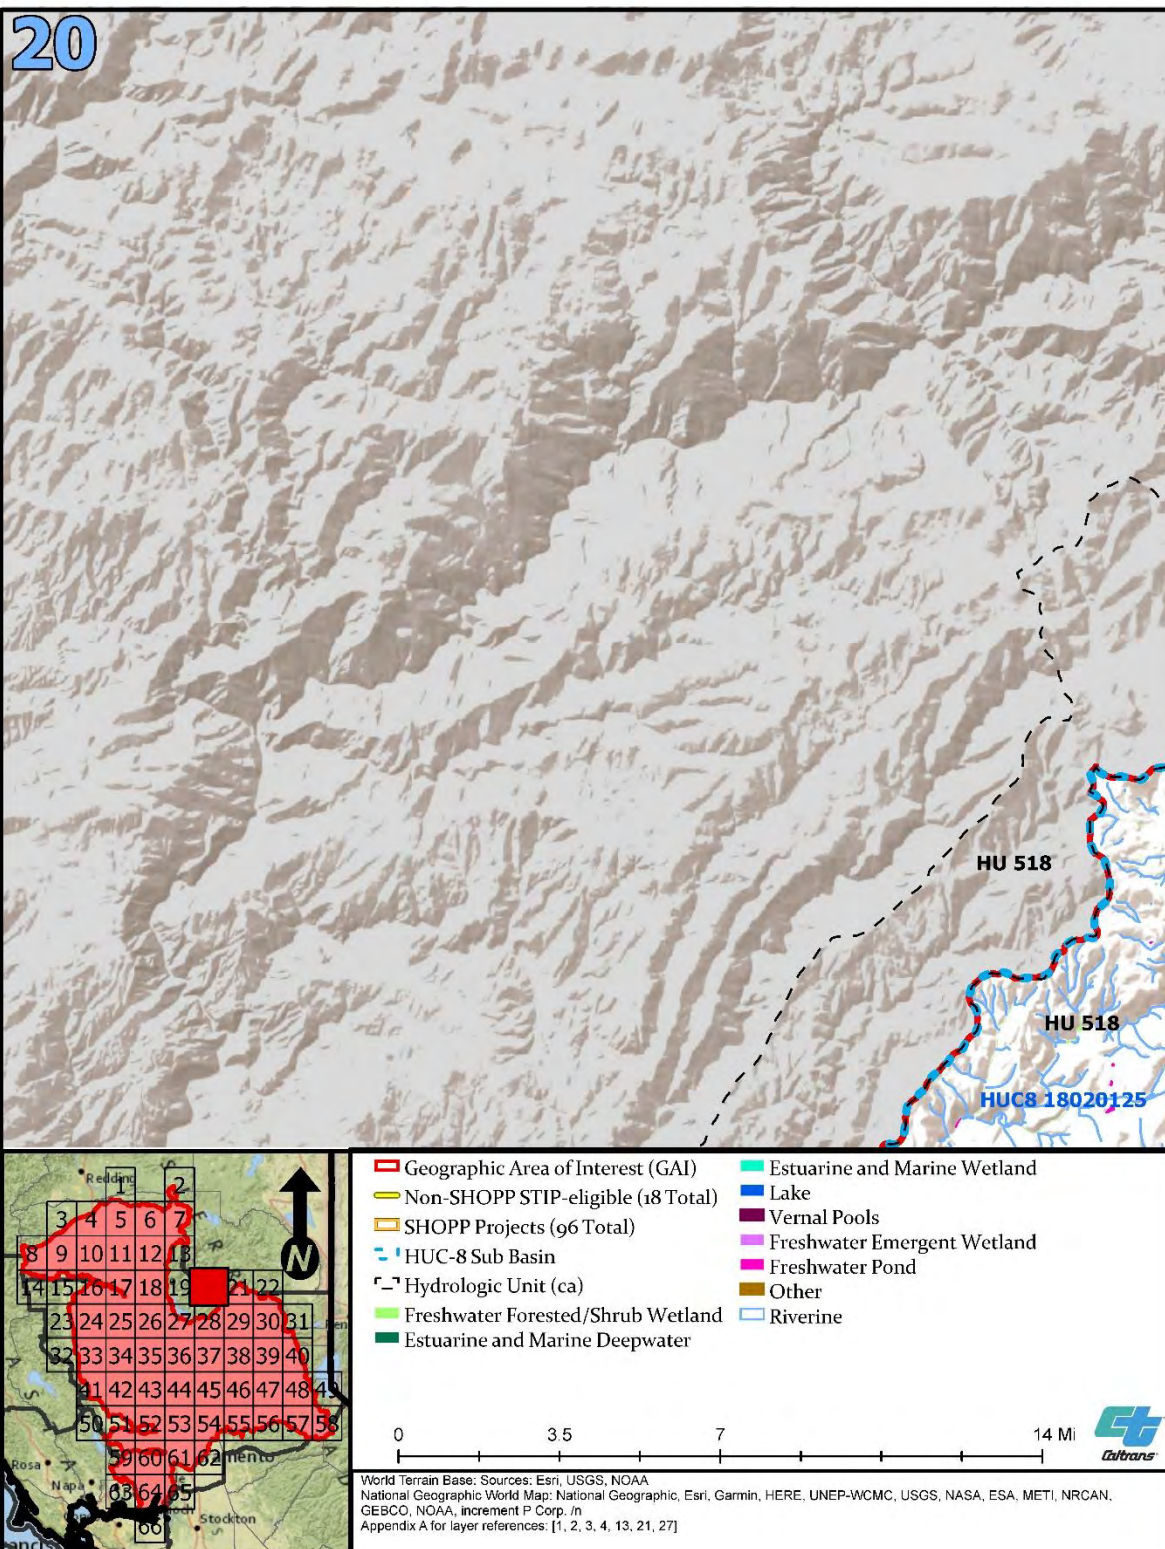 20
HU 518
HU 518
HUC8 18020125
Redding
1
2
3 4 5 6 7
8 9 10 11 12 13
14 15 16 17 18 19 21 22
23 24 25 26 27 28 29 30 31
32 33 34 35 36 37 38 39 40
41 42 43 44 45 46 47 48 49
50 51 52 53 54 55 56 57 58
59 60 61 62
Rosa
Napa
63 64 65
66
Stockton
N
Geographic Area of Interest (GAI)
Non-SHOPP STIP-eligible (18 Total)
SHOPP Projects (96 Total)
HUC-8 Sub Basin
Hydrologic Unit (ca)
Freshwater Forested/Shrub Wetland
Estuarine and Marine Deepwater
Estuarine and Marine Wetland
Lake
Vernal Pools
Freshwater Emergent Wetland
Freshwater Pond
Other
Riverine
0 3.5 7 14 Mi
Caltrans
World Terrain Base: Sources: Esri, USGS, NOAA
National Geographic World Map: National Geographic, Esri, Garmin, HERE, UNEP-WCMC, USGS, NASA, ESA, METI, NRCAN,
GEBCO, NOAA, increment P Corp. /n
Appendix A for layer references: [1, 2, 3, 4, 13, 21, 27]